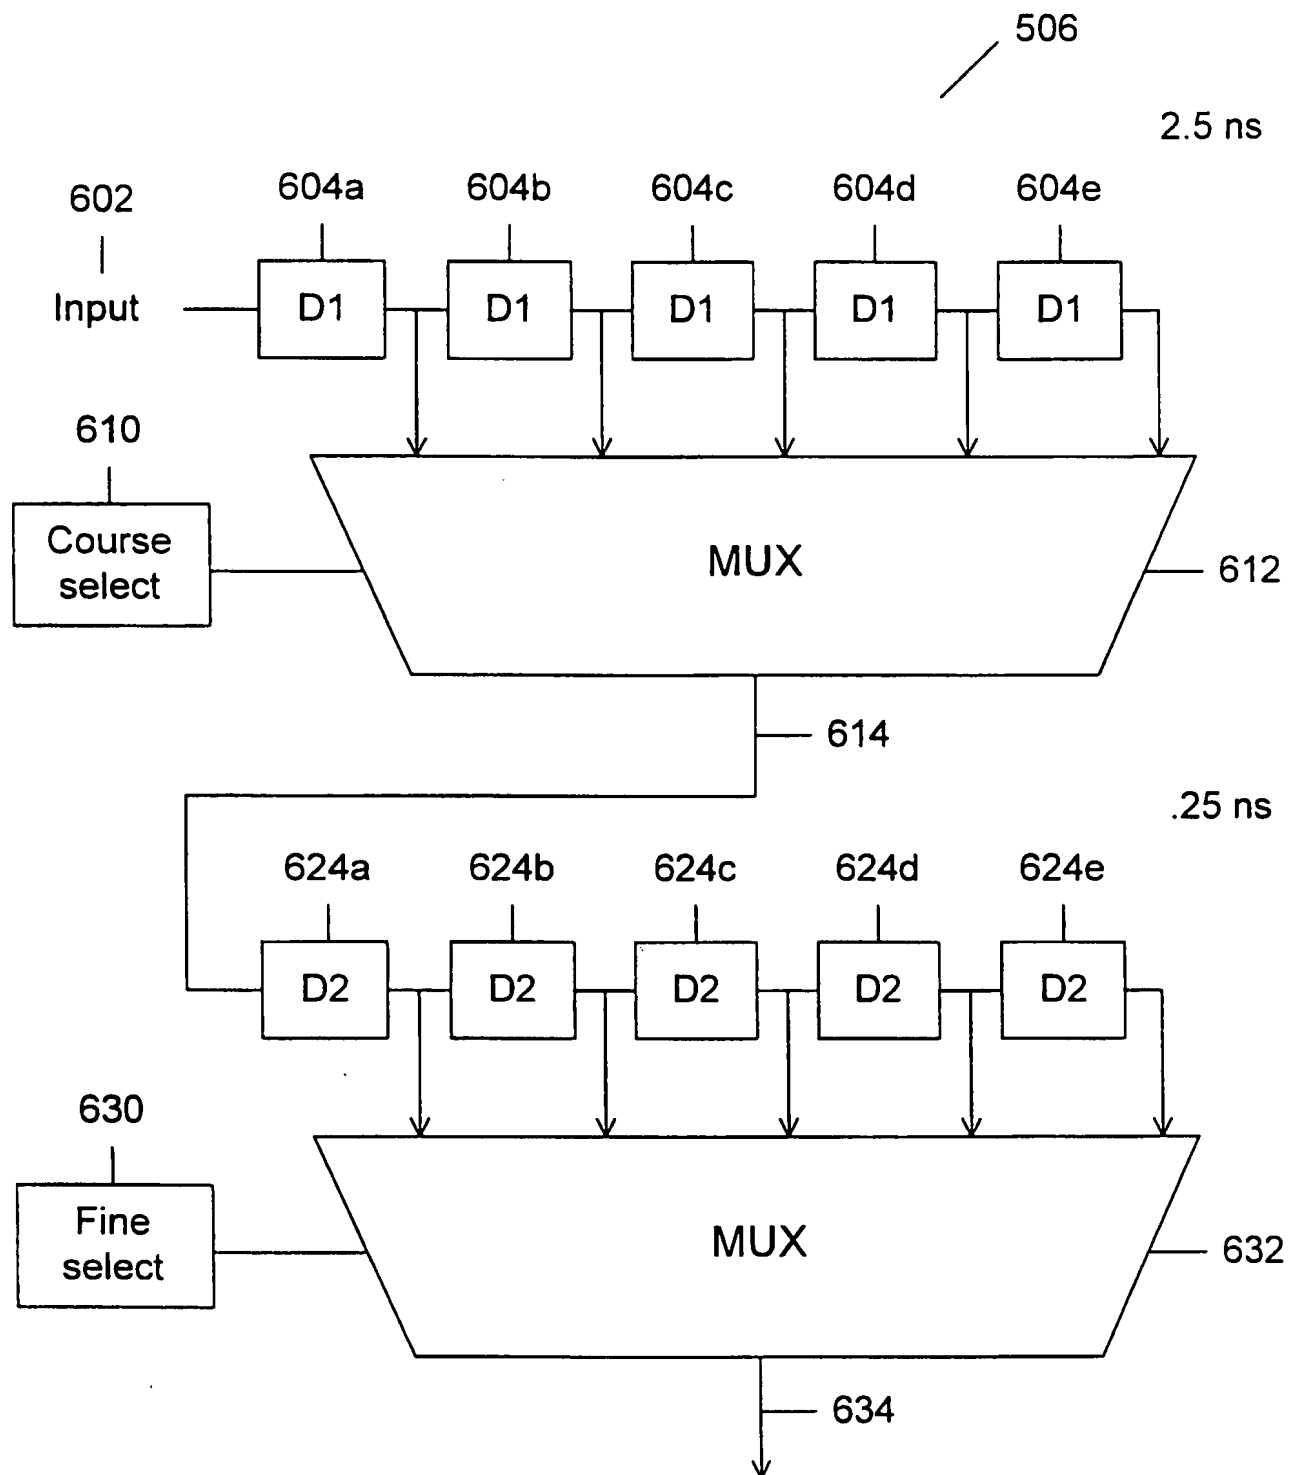 506
2.5 ns
602
604a
604b
604c
604d
604e
Input
D1
D1
D1
D1
D1
610
Course
select
MUX
612
614
.25 ns
624a
624b
624c
624d
624e
D2
D2
D2
D2
D2
630
Fine
select
MUX
632
634